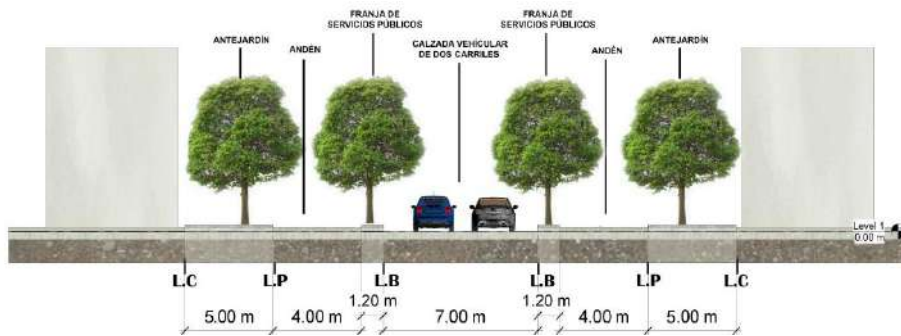 FRANJA DE
SERVICIOS PÚBLICOS
FRANJA DE
SERVICIOS PÚBLICOS
ANTEJARDÍN
ANDÉN
CALZADA VEHÍCULAR
DE DOS CARRILES
ANDÉN
ANTEJARDÍN
Level 1
0.00 m
L.C
L.P
L.B
L.B
L.P
L.C
1.20 m
1.20 m
5.00 m
4.00 m
7.00 m
4.00 m
5.00 m